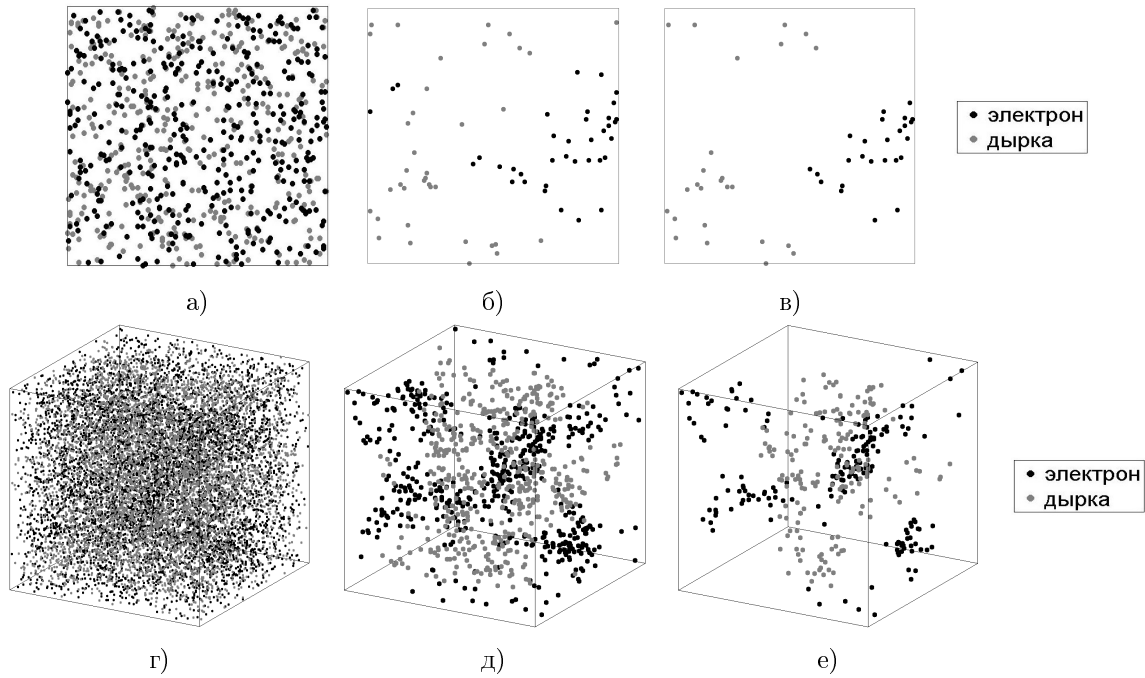 электрон
дырка
а) б) в)
электрон
дырка
г) д) е)